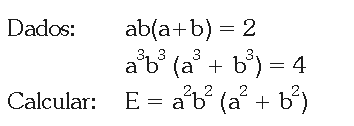 Dados: ab(a+b) = 2
a³b³ (a³ + b³) = 4
Calcular: E = a²b² (a² + b²)